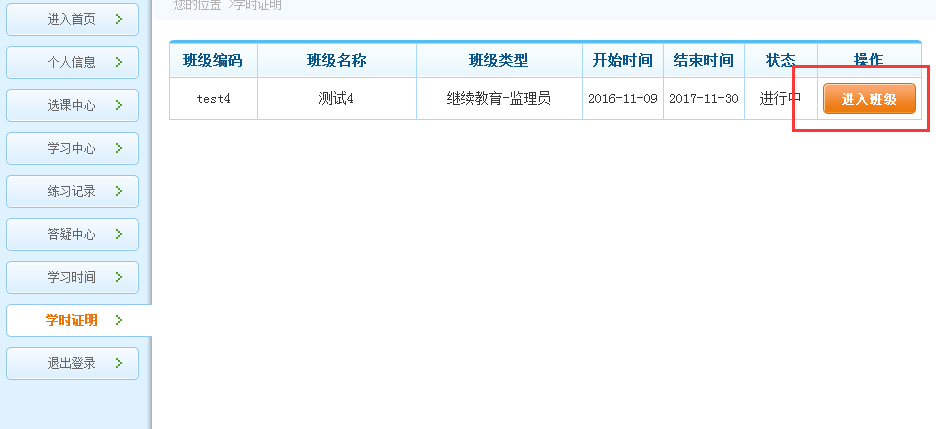 您的位置 >学时证明
进入首页
个人信息
选课中心
学习中心
练习记录
答疑中心
学习时间
学时证明
退出登录
班级编码 班级名称 班级类型 开始时间 结束时间 状态 操作
test4 测试4 继续教育-监理员 2016-11-09 2017-11-30 进行中 进入班级